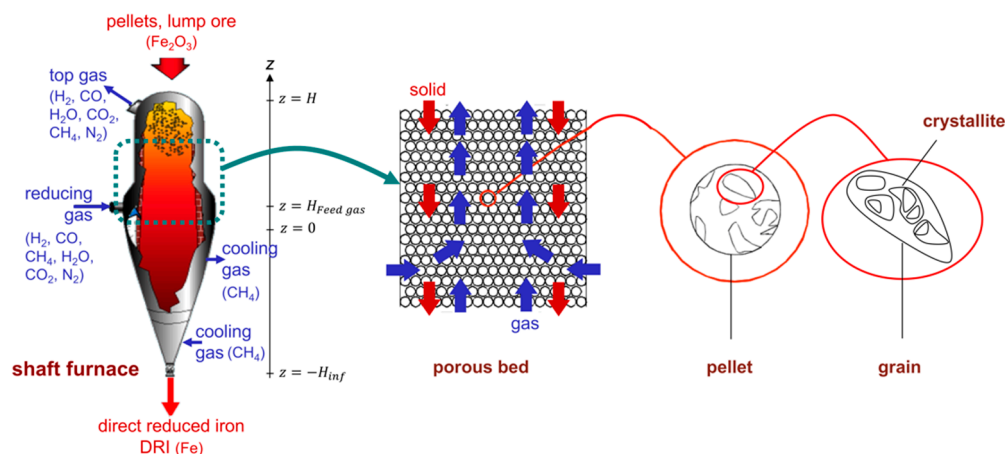 pellets, lump ore
(Fe₂O₃)
top gas
(H₂, CO,
H₂O, CO₂,
CH₄, N₂)
z
z = H
reducing
gas
(H₂, CO,
CH₄, H₂O,
CO₂, N₂)
z = H_Feed gas
z = 0
cooling
gas
(CH₄)
cooling
gas (CH₄)
shaft furnace
z = −H_inf
direct reduced iron
DRI (Fe)
solid
gas
porous bed
pellet
crystallite
grain